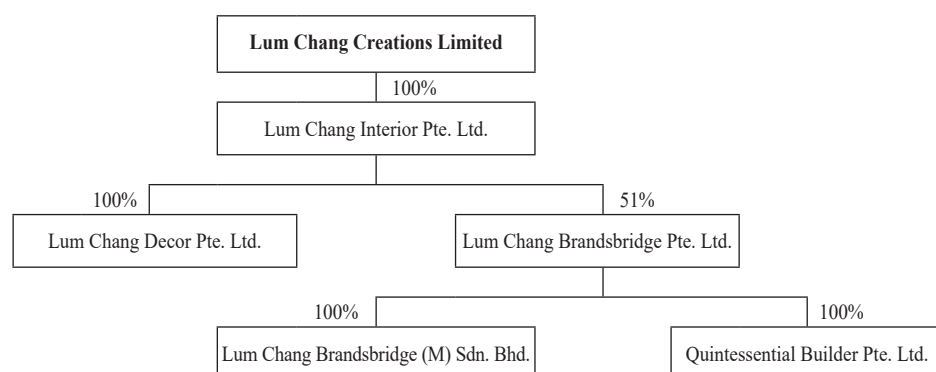 Lum Chang Creations Limited
100%
Lum Chang Interior Pte. Ltd.
100%
51%
Lum Chang Decor Pte. Ltd.
Lum Chang Brandsbridge Pte. Ltd.
100%
100%
Lum Chang Brandsbridge (M) Sdn. Bhd.
Quintessential Builder Pte. Ltd.